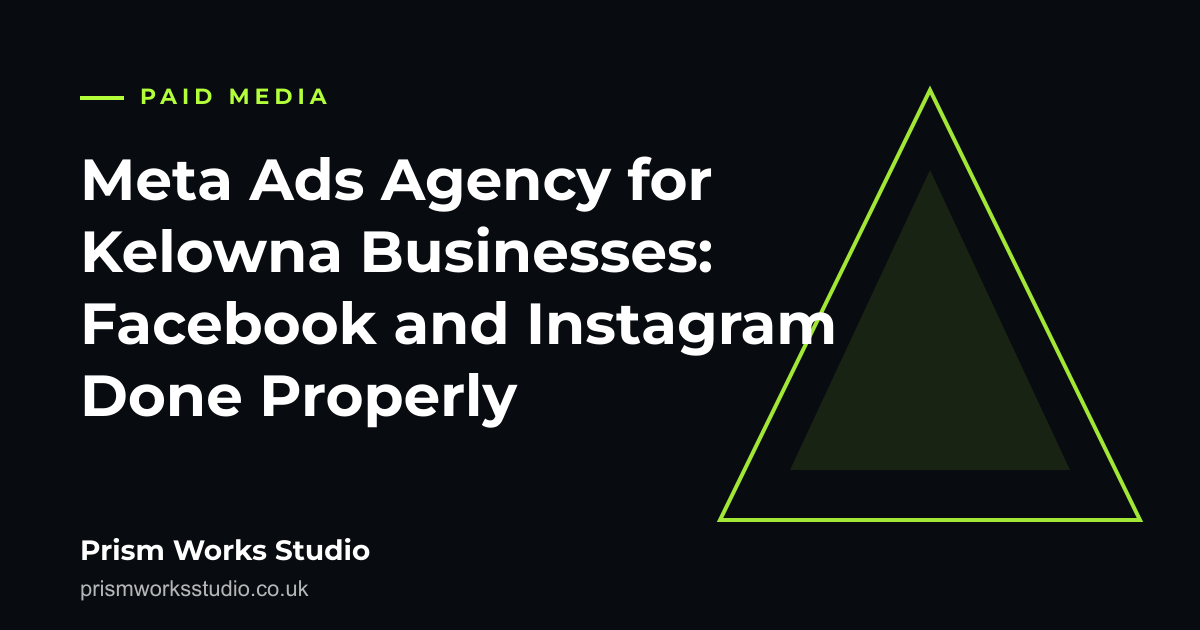 PAID MEDIA
Meta Ads Agency for
Kelowna Businesses:
Facebook and Instagram
Done Properly
Prism Works Studio
prismworksstudio.co.uk